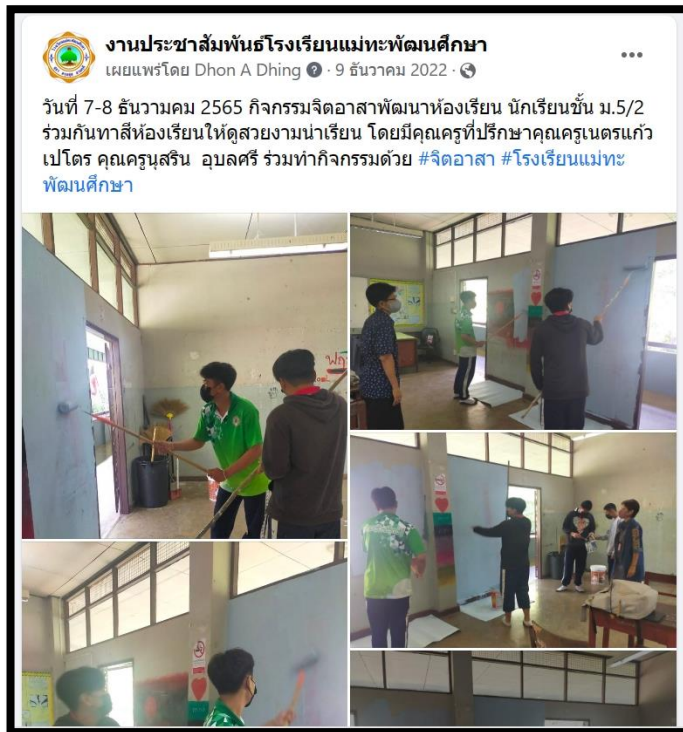 งานประชาสัมพันธ์โรงเรียนแม่ทะพัฒนศึกษา
เผยแพร่โดย Dhon A Dhing · 9 ธันวาคม 2022 ·
วันที่ 7-8 ธันวามคม 2565 กิจกรรมจิตอาสาพัฒนาห้องเรียน นักเรียนชั้น ม.5/2
ร่วมกันทาสีห้องเรียนให้ดูสวยงามน่าเรียน โดยมีคุณครูที่ปรึกษาคุณครูเนตรแก้ว
เปโตร คุณครูนุสริน อุบลศรี ร่วมทำกิจกรรมด้วย #จิตอาสา #โรงเรียนแม่ทะ
พัฒนศึกษา